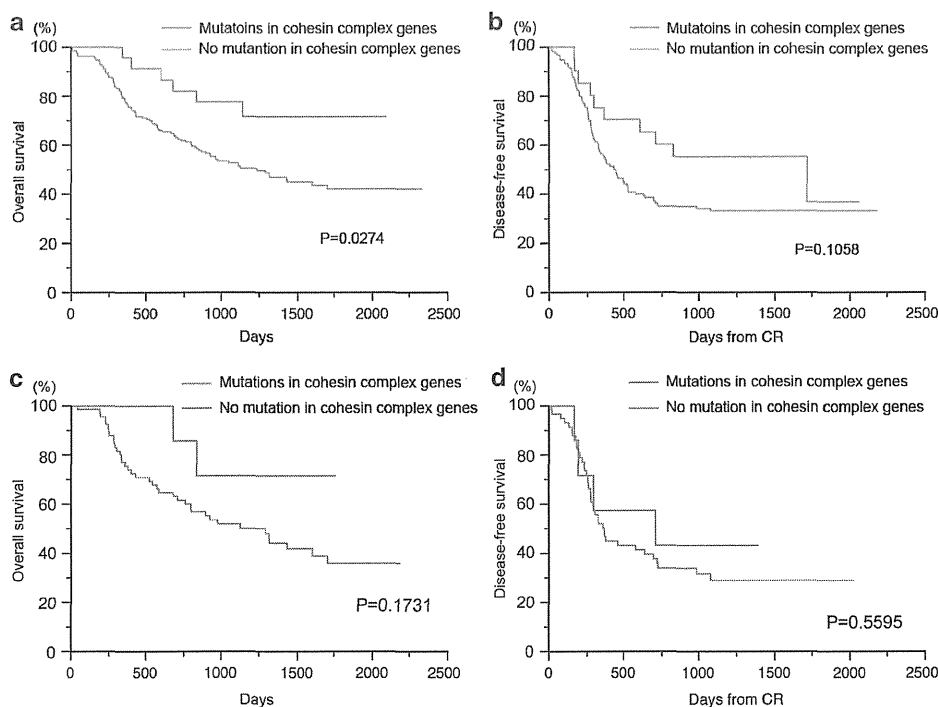 a
(%)
Mutatoins in cohesin complex genes
No mutantion in cohesin complex genes
100
80
60
40
20
0
Overall survival
P=0.0274
0 500 1000 1500 2000 2500
Days
b
(%)
Mutations in cohesin complex genes
No mutantion in cohesin complex genes
100
80
60
40
20
0
Disease-free survival
P=0.1058
0 500 1000 1500 2000 2500
Days from CR
c
(%)
Mutations in cohesin complex genes
No mutation in cohesin complex genes
100
80
60
40
20
0
Overall survival
P=0.1731
0 500 1000 1500 2000 2500
Days
d
(%)
Mutations in cohesin complex genes
No mutation in cohesin complex genes
100
80
60
40
20
0
Disease-free survival
P=0.5595
0 500 1000 1500 2000 2500
Days from CR